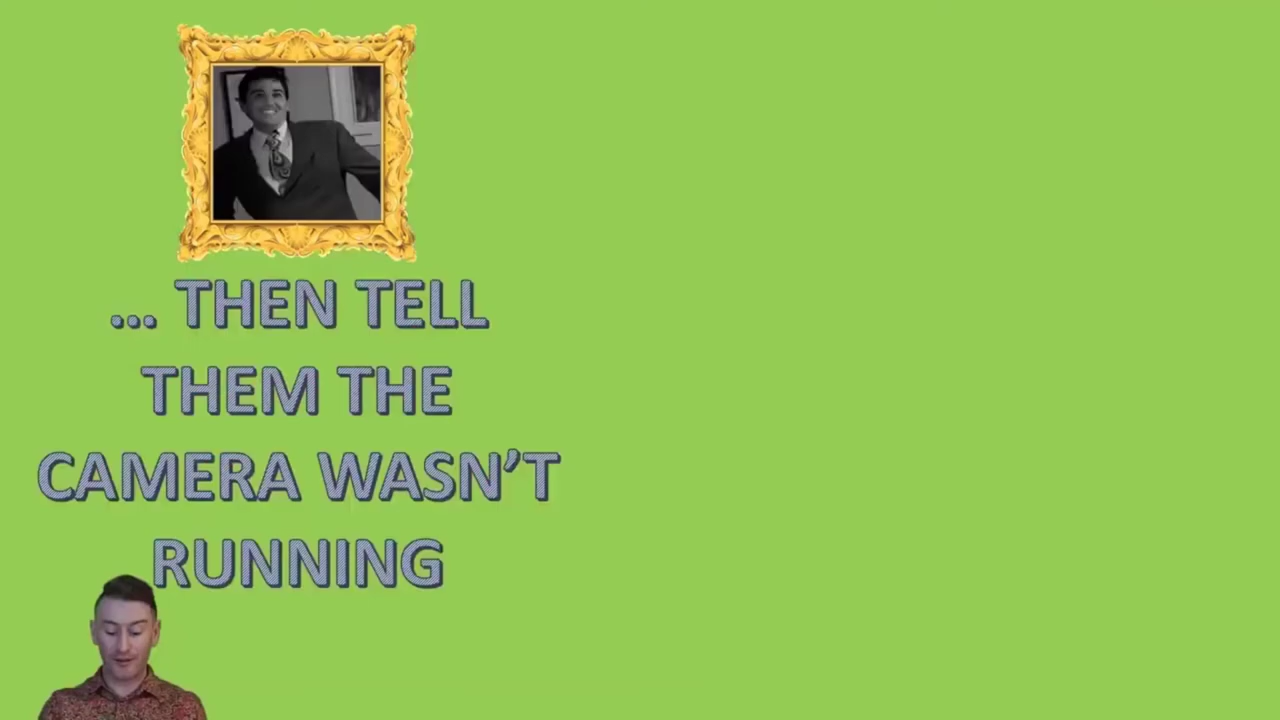 ... THEN TELL
THEM THE
CAMERA WASN’T
RUNNING